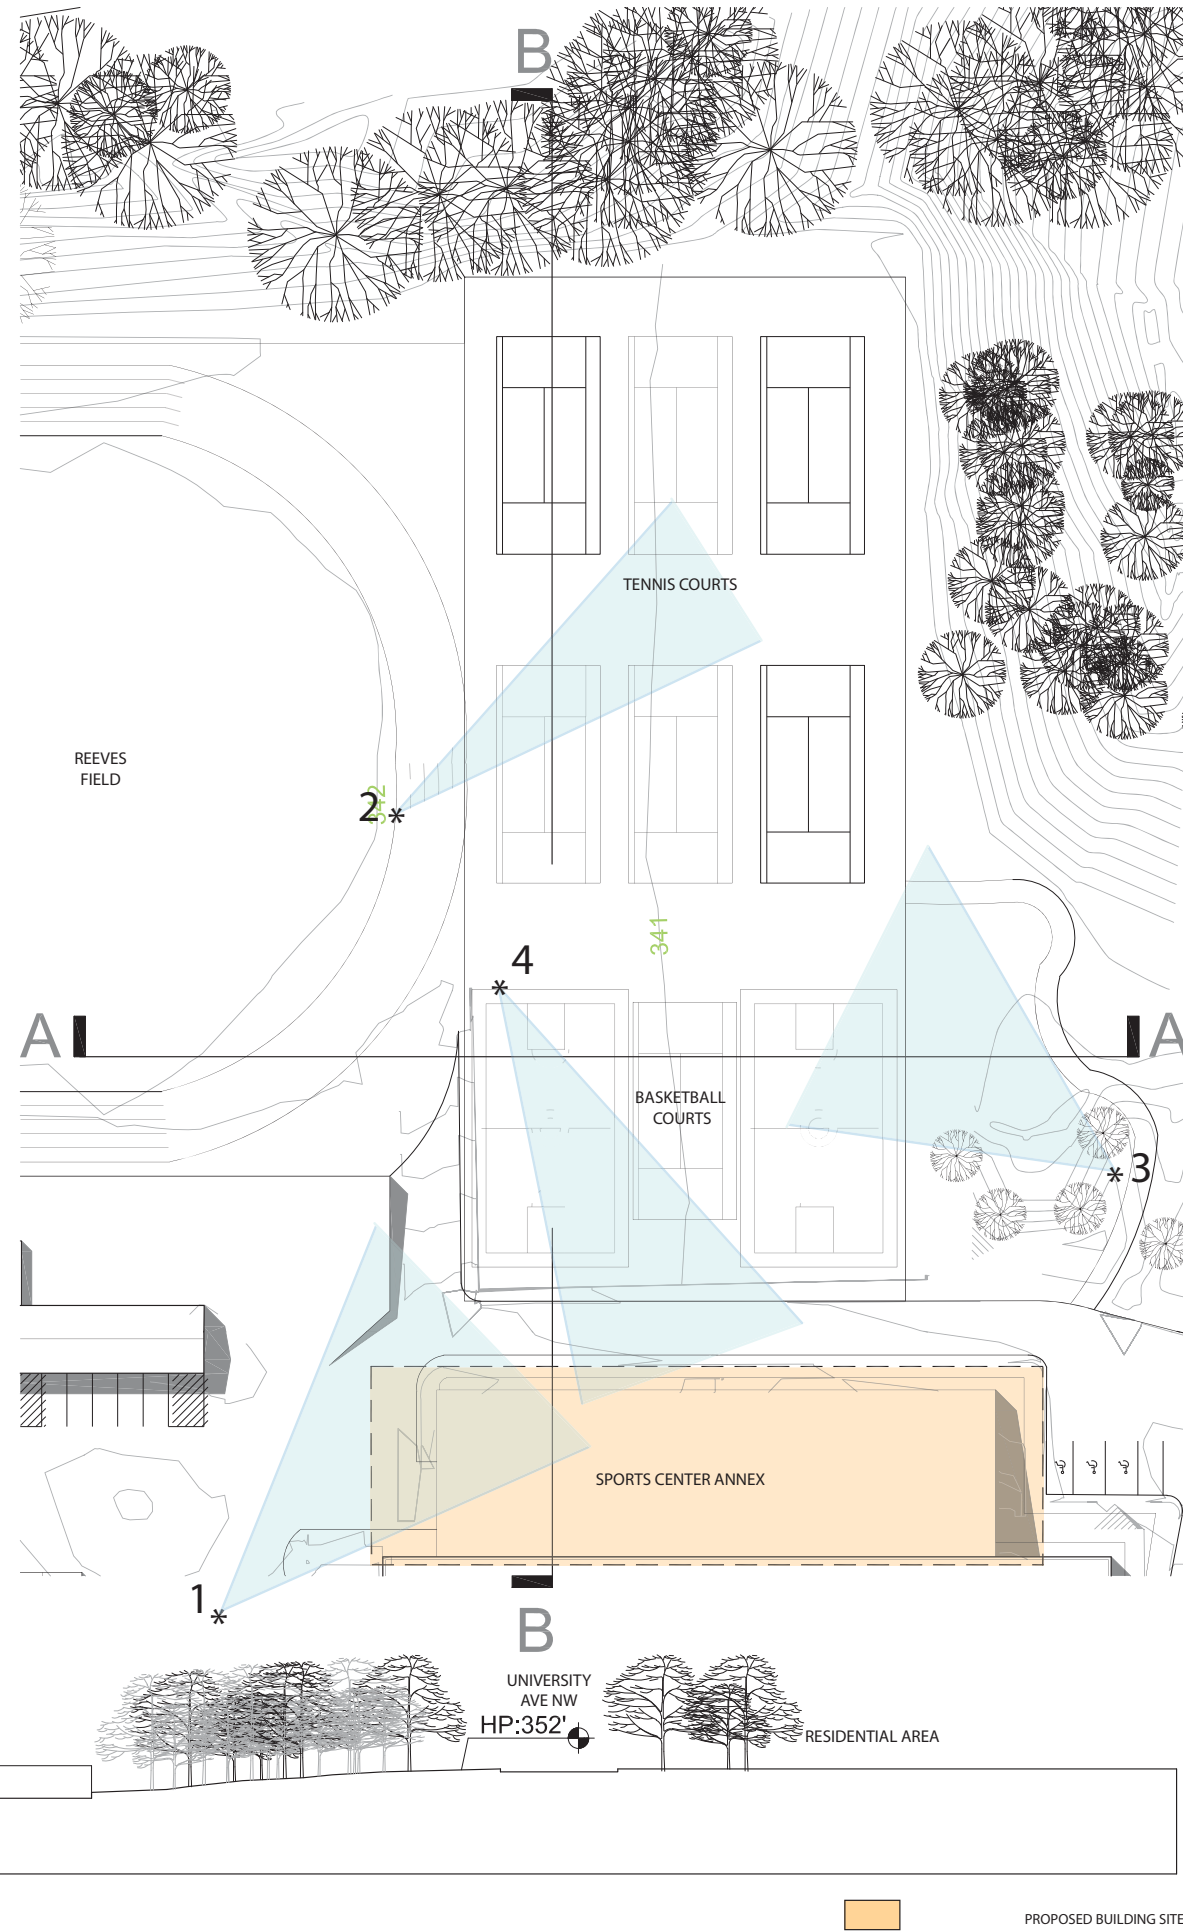 B
TENNIS COURTS
REEVES
FIELD
342
2
341
4
A
A
BASKETBALL
COURTS
3
SPORTS CENTER ANNEX
1
B
UNIVERSITY
AVE NW
HP:352'
RESIDENTIAL AREA
PROPOSED BUILDING SITE